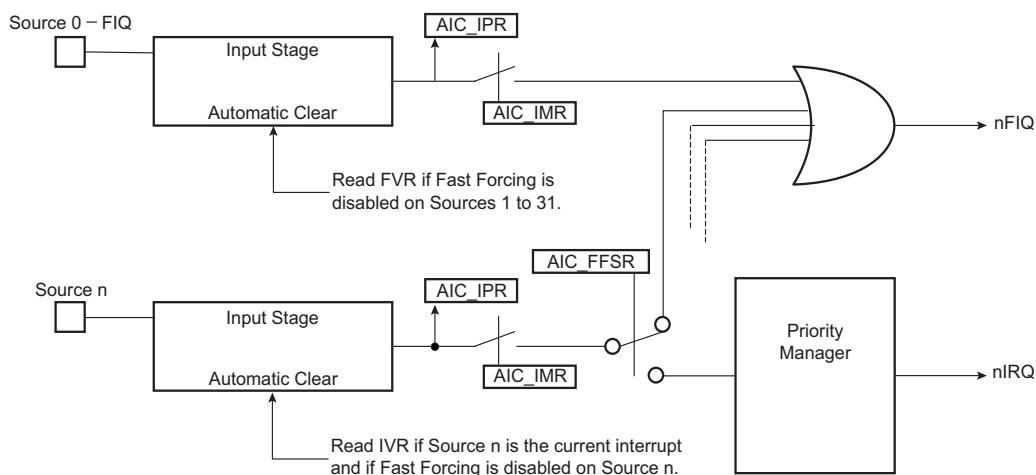 Source 0 – FIQ
AIC_IPR
Input Stage
Automatic Clear
AIC_IMR
nFIQ
Read FVR if Fast Forcing is
disabled on Sources 1 to 31.
AIC_FFSR
Source n
AIC_IPR
Input Stage
Priority
Manager
Automatic Clear
AIC_IMR
nIRQ
Read IVR if Source n is the current interrupt
and if Fast Forcing is disabled on Source n.